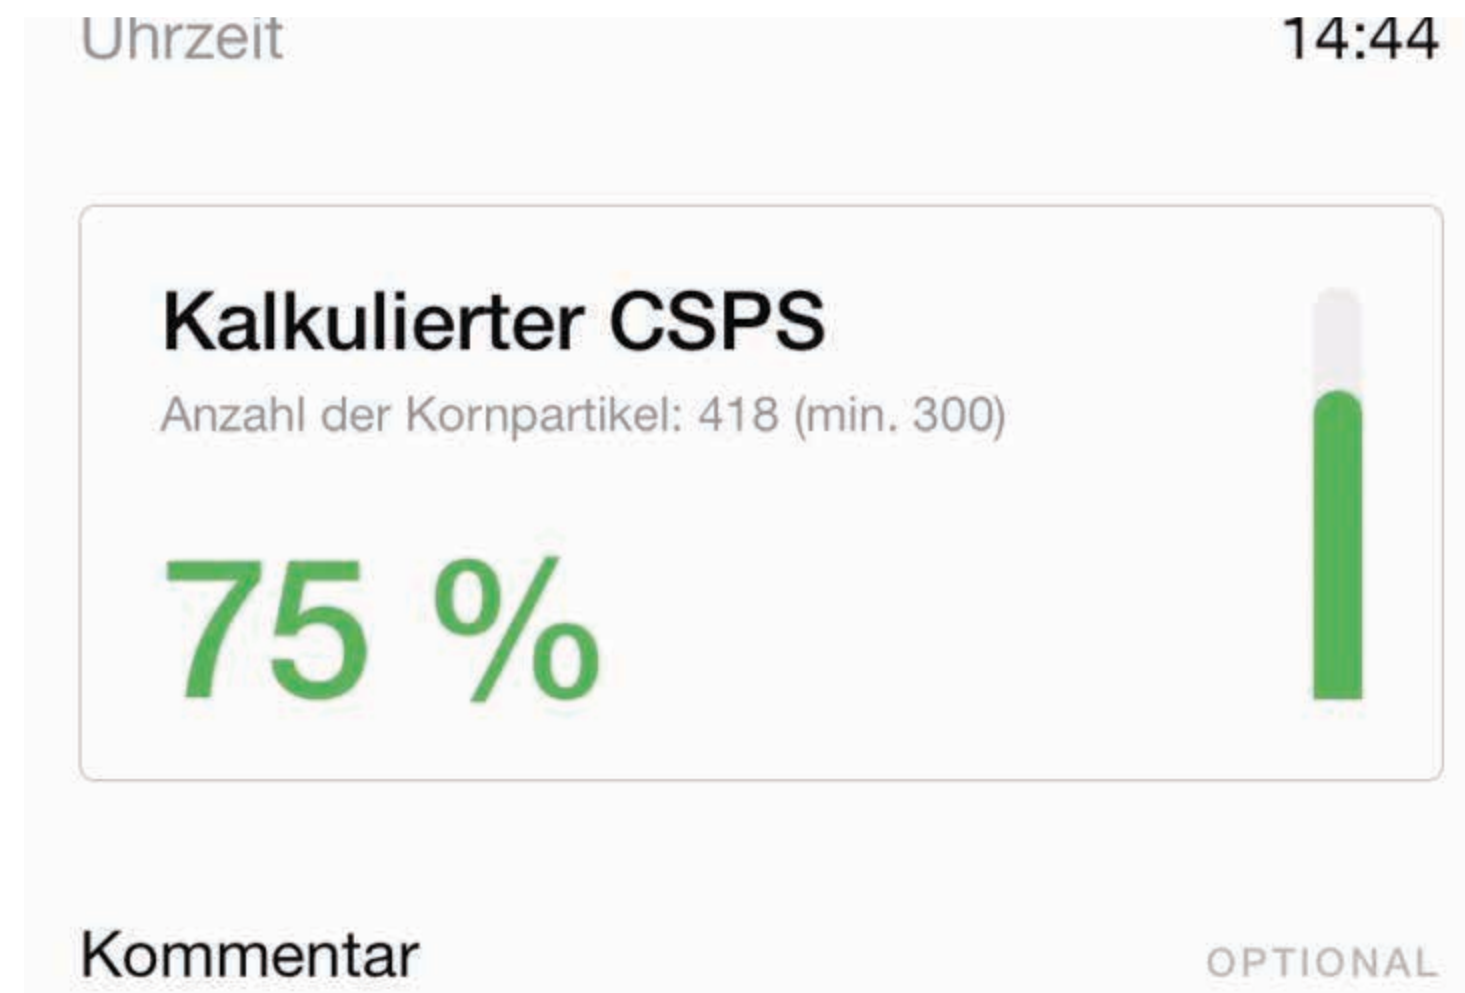 Uhrzeit 14:44
Kalkulierter CSPS
Anzahl der Kornpartikel: 418 (min. 300)
75 %
Kommentar OPTIONAL